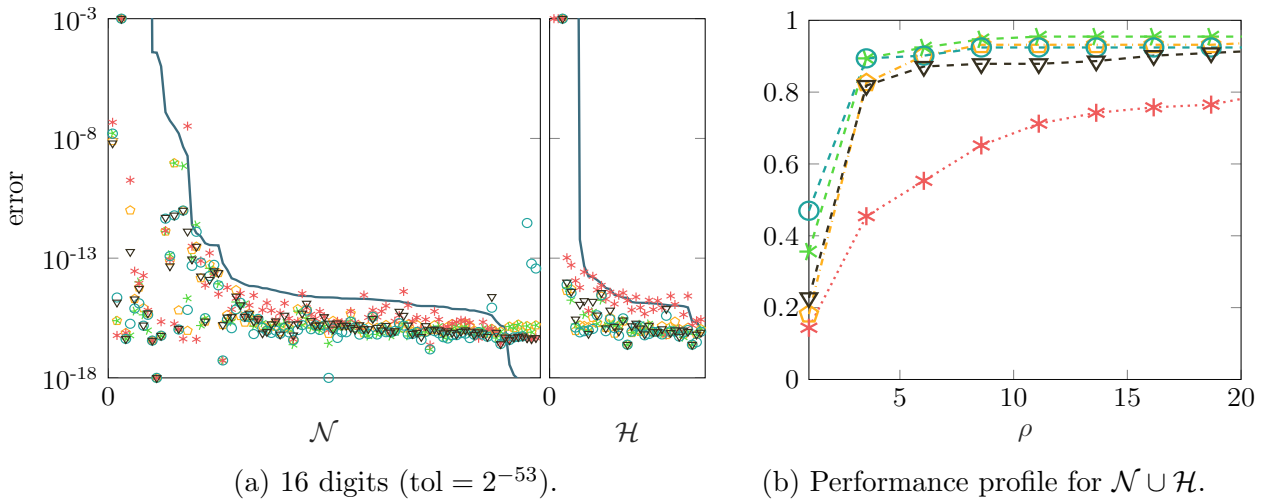 10^{-3}
10^{-8}
10^{-13}
10^{-18}
error
0
0
𝒩
ℋ
(a) 16 digits (tol = 2^{-53}).
1
0.8
0.6
0.4
0.2
0
5
10
15
20
ρ
(b) Performance profile for 𝒩 ∪ ℋ.